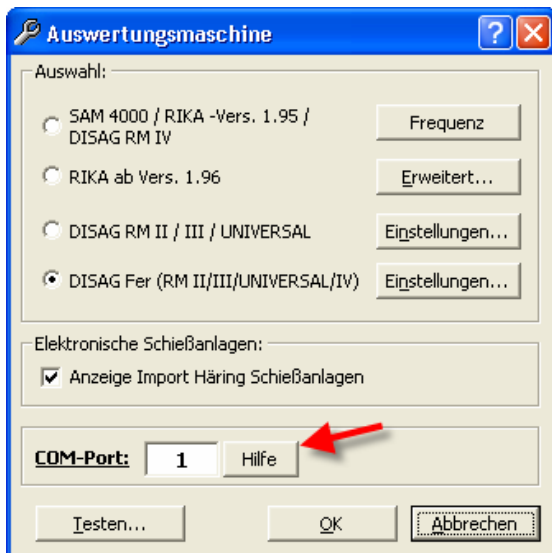 Auswertungsmaschine
Auswahl:
SAM 4000 / RIKA -Vers. 1.95 /
DISAG RM IV
Frequenz
RIKA ab Vers. 1.96
Erweitert...
DISAG RM II / III / UNIVERSAL
Einstellungen...
DISAG Fer (RM II/III/UNIVERSAL/IV)
Einstellungen...
Elektronische Schießanlagen:
Anzeige Import Häring Schießanlagen
COM-Port: 1 Hilfe
Testen... OK Abbrechen